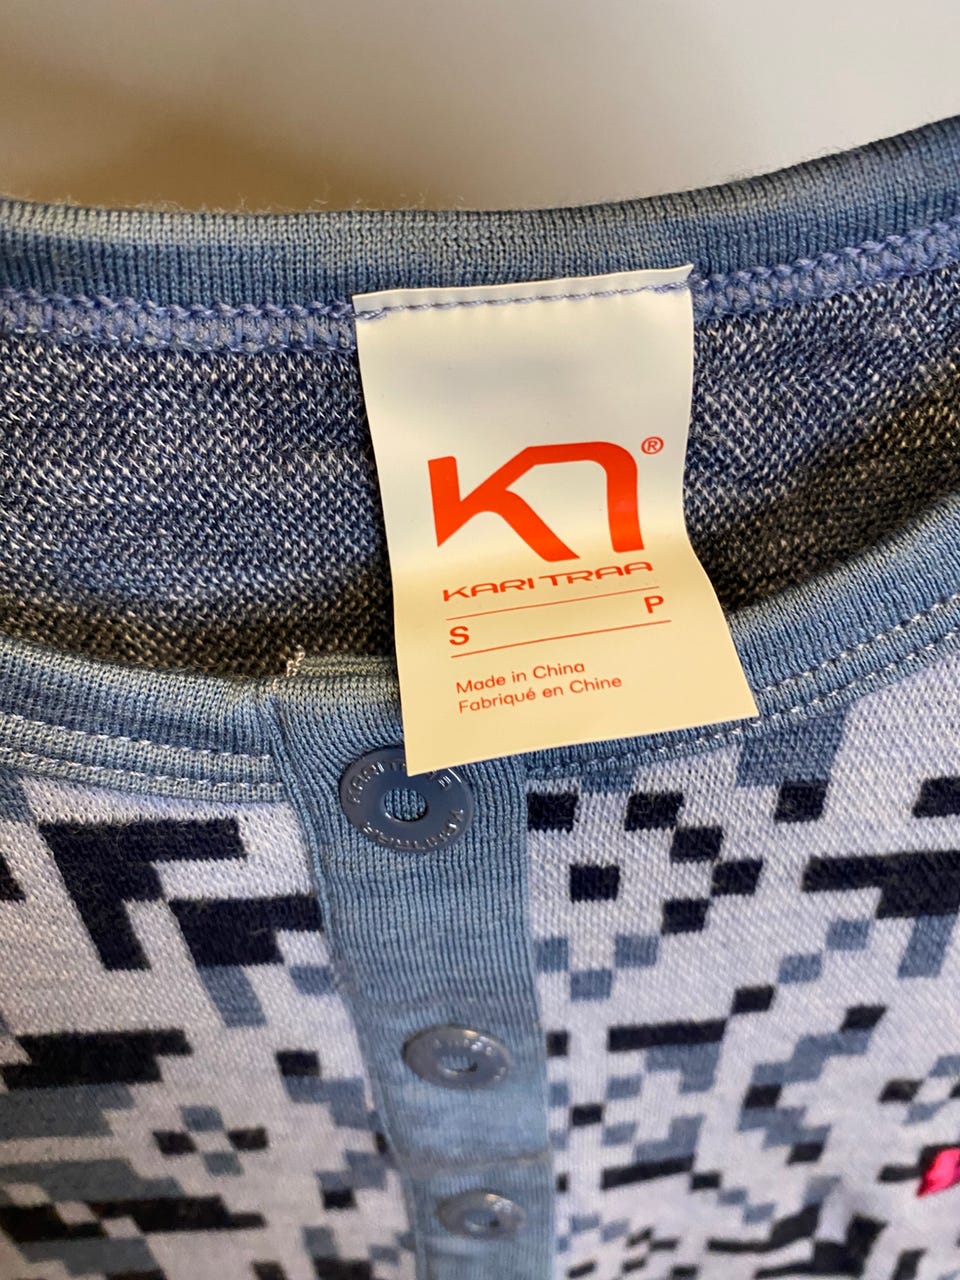 ®
KARI TRAA
S P
Made in China
Fabriqué en Chine